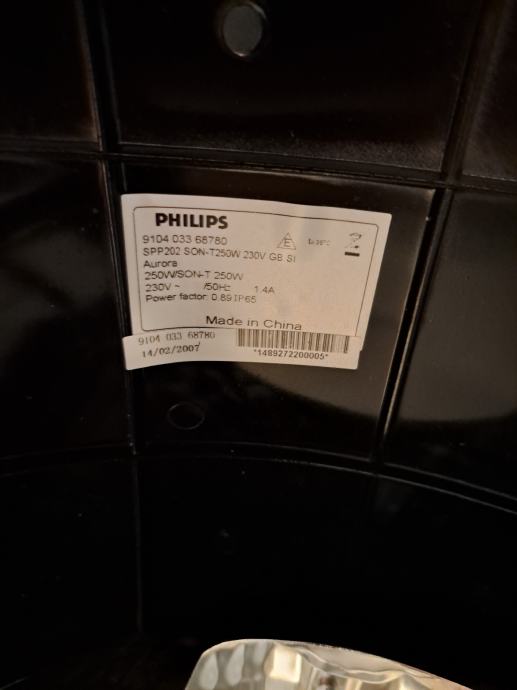 PHILIPS
9104 033 68780
SPP202 SON-T250W 230V GB SI
Aurora
250W/SON-T 250W
230V ~ /50Hz 1.4A
Power factor: 0.89 IP65
E
Made in China
9104 033 68780
14/02/2007
*1489272200005*